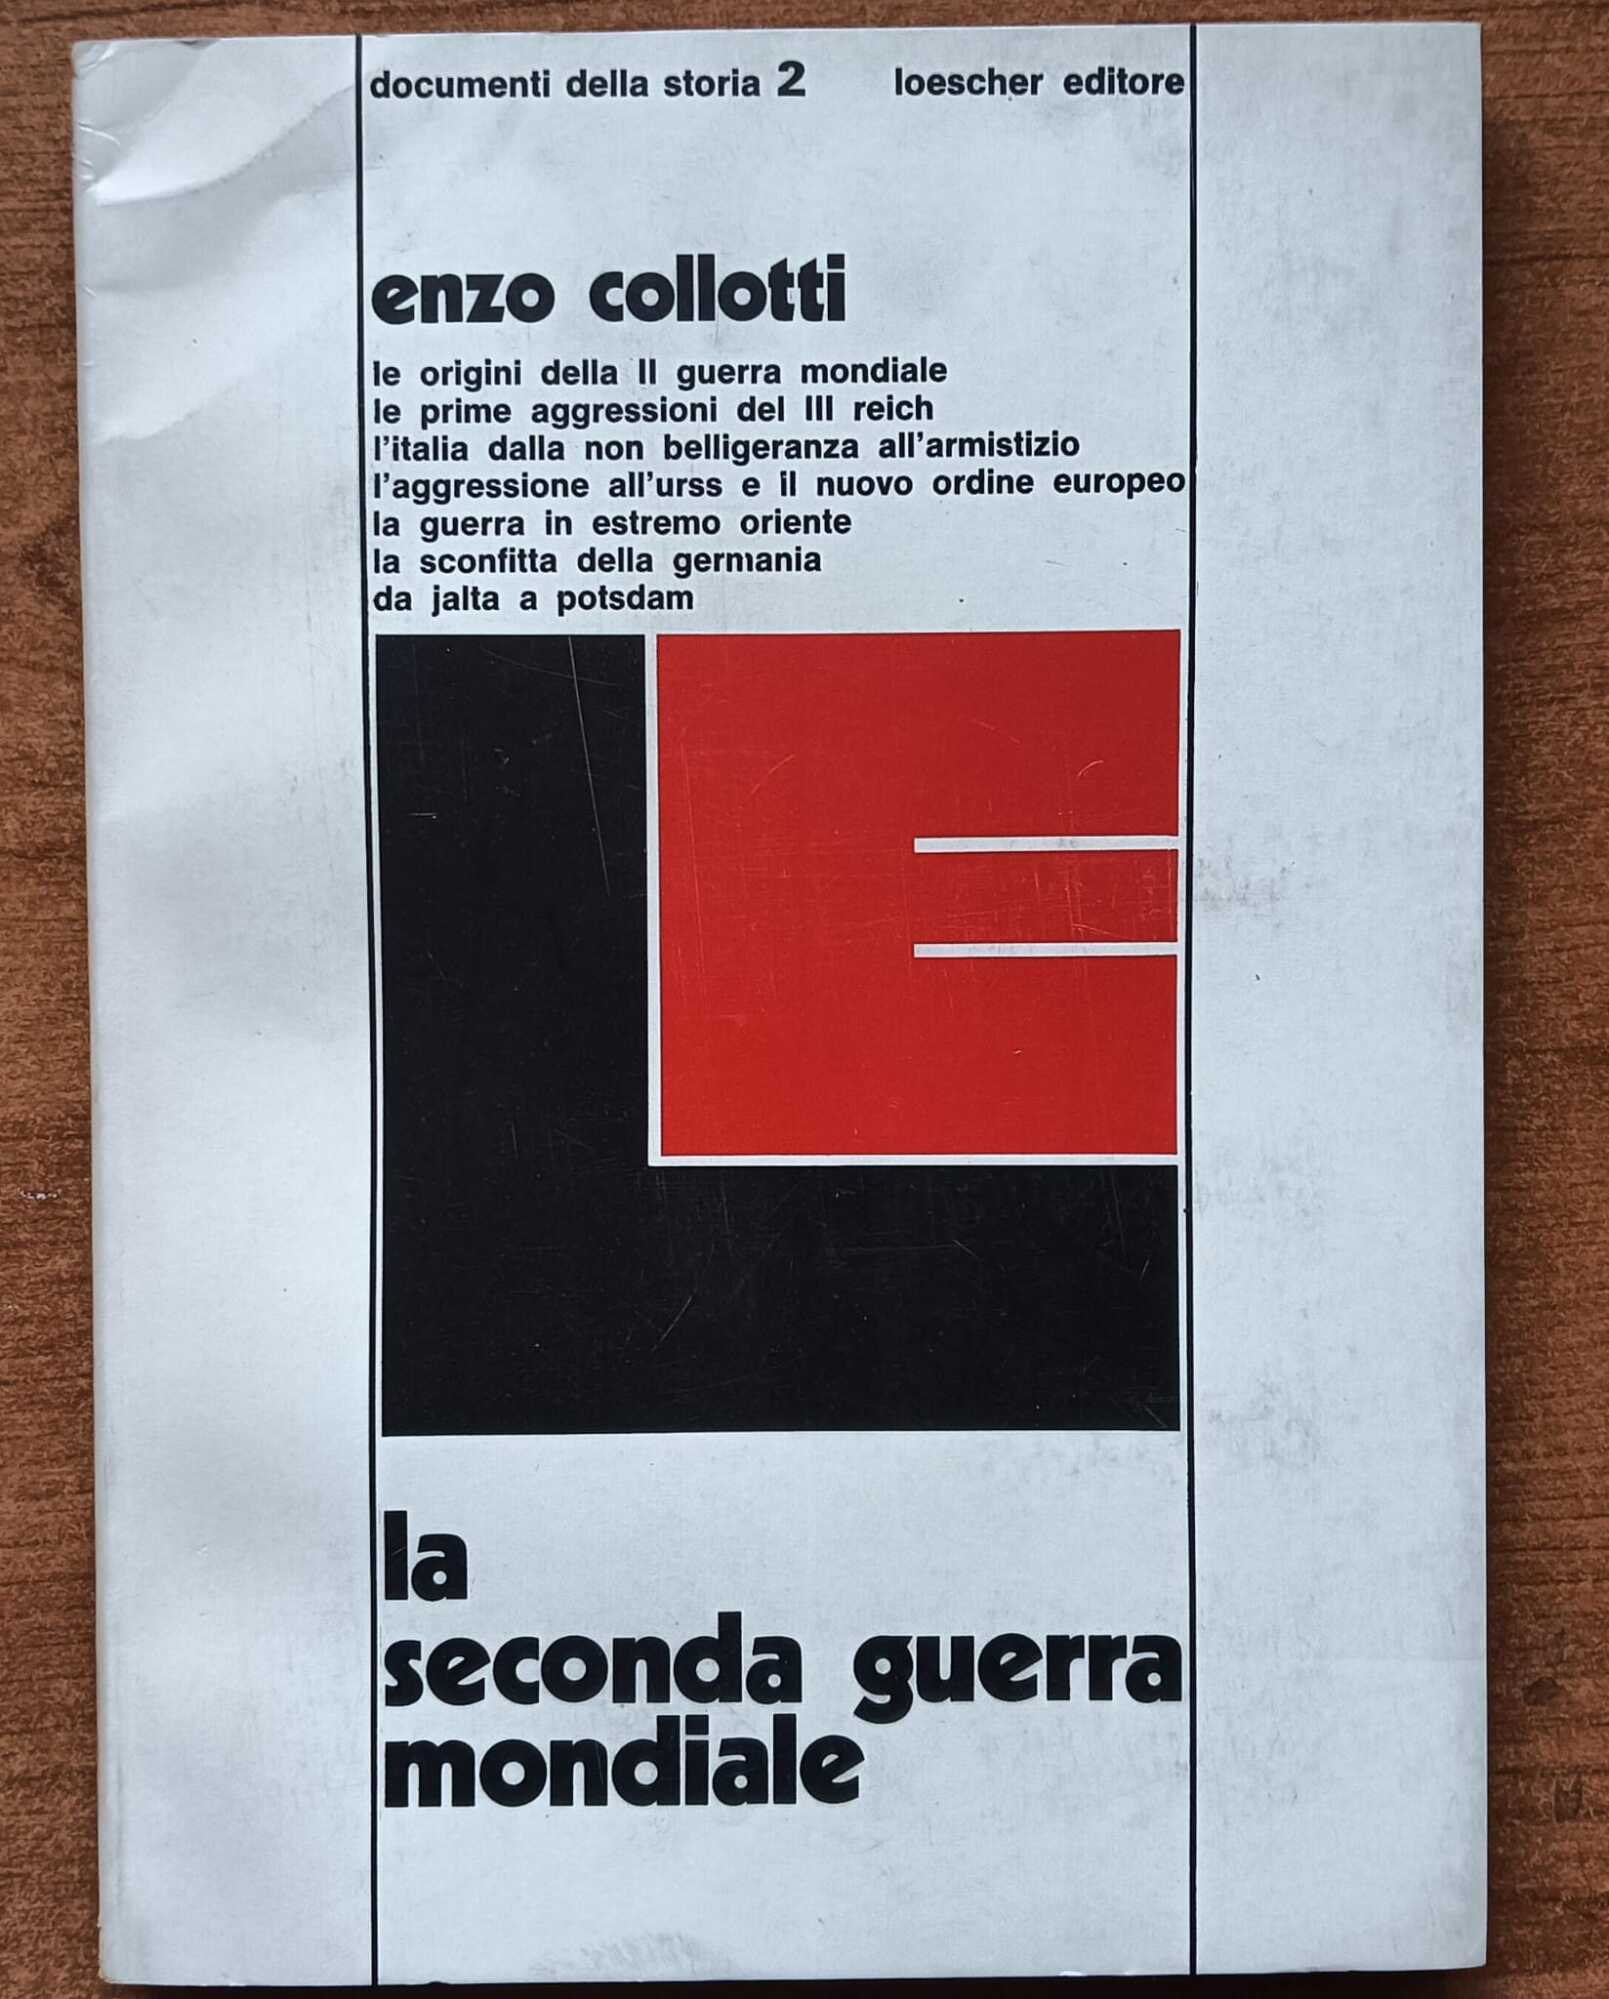 documenti della storia 2 loescher editore
enzo collotti
le origini della II guerra mondiale
le prime aggressioni del III reich
l'italia dalla non belligeranza all'armistizio
l'aggressione all'urss e il nuovo ordine europeo
la guerra in estremo oriente
la sconfitta della germania
da jalta a potsdam
la
seconda guerra
mondiale